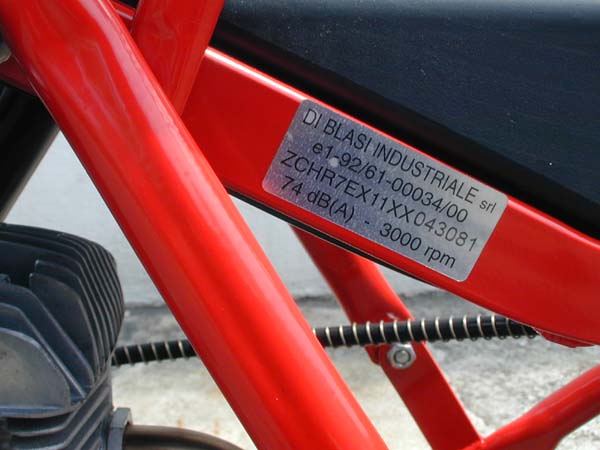 DI BLASI INDUSTRIALE srl
e1-92/61-00034/00
ZCHR7EX11XX043081
74 dB(A) 3000 rpm